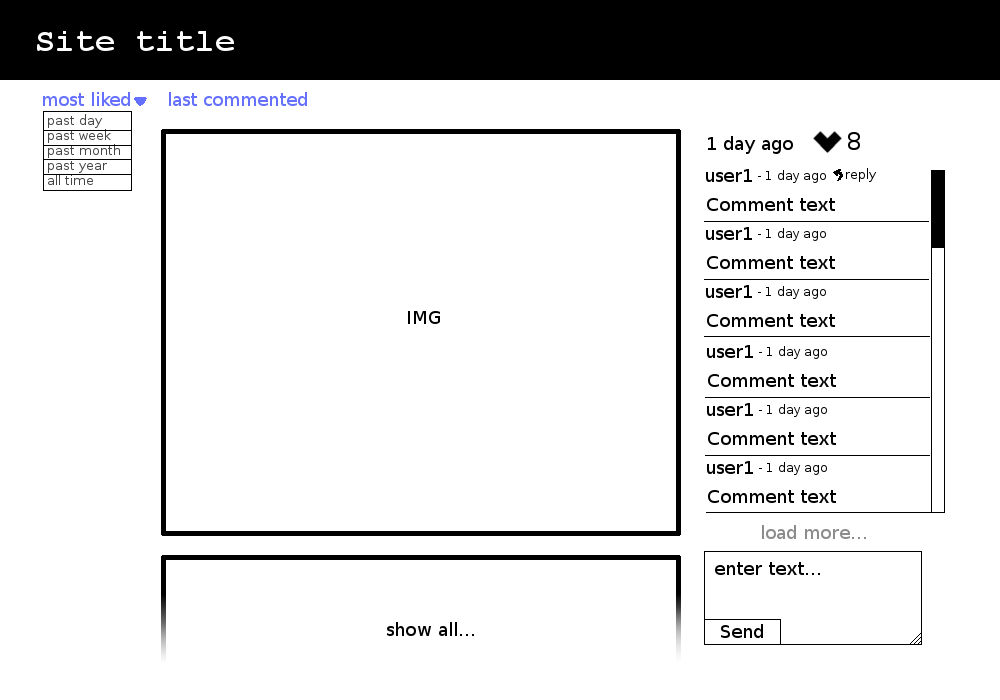 Site title
most liked
last commented
past day
past week
past month
past year
all time
IMG
show all...
1 day ago 8
user1 - 1 day ago reply
Comment text
user1 - 1 day ago
Comment text
user1 - 1 day ago
Comment text
user1 - 1 day ago
Comment text
user1 - 1 day ago
Comment text
user1 - 1 day ago
Comment text
load more...
enter text...
Send